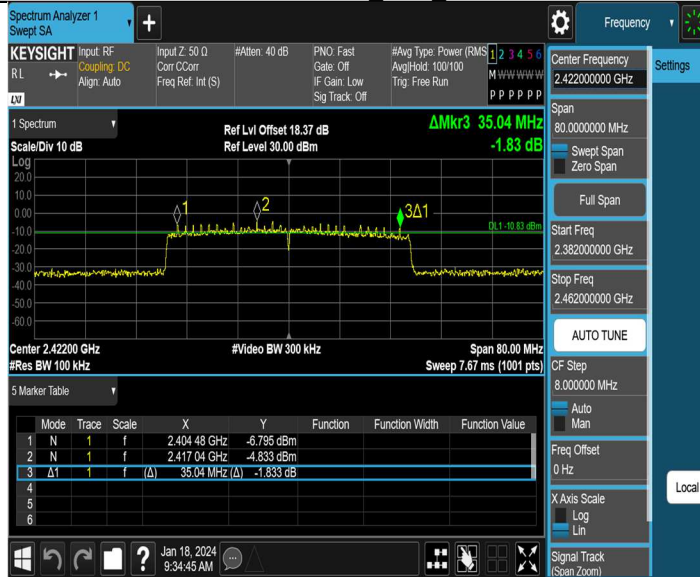 Spectrum Analyzer 1
Swept SA
+
Frequency
KEYSIGHT
RL
LXI
Input: RF
Coupling: DC
Align: Auto
Input Z: 50 Ω
Corr CCorr
Freq Ref: Int (S)
#Atten: 40 dB
PNO: Fast
Gate: Off
IF Gain: Low
Sig Track: Off
#Avg Type: Power (RMS
Avg|Hold: 100/100
Trig: Free Run
1 2 3 4 5 6
M W W W W W
P P P P P P
1 Spectrum
Scale/Div 10 dB
Ref Lvl Offset 18.37 dB
Ref Level 30.00 dBm
ΔMkr3 35.04 MHz
-1.83 dB
Log
20.0
10.0
0.00
-10.0
-20.0
-30.0
-40.0
-50.0
-60.0
1
2
3Δ1
DL1 -10.83 dBm
Center 2.42200 GHz
#Video BW 300 kHz
Span 80.00 MHz
#Res BW 100 kHz
Sweep 7.67 ms (1001 pts)
5 Marker Table
Mode Trace Scale X Y Function Function Width Function Value
1 N 1 f 2.404 48 GHz -6.795 dBm
2 N 1 f 2.417 04 GHz -4.833 dBm
3 Δ1 1 f (Δ) 35.04 MHz (Δ) -1.833 dB
4
5
6
?
Jan 18, 2024
9:34:45 AM
Center Frequency
2.422000000 GHz
Span
80.0000000 MHz
Swept Span
Zero Span
Full Span
Start Freq
2.382000000 GHz
Stop Freq
2.462000000 GHz
AUTO TUNE
CF Step
8.000000 MHz
Auto
Man
Freq Offset
0 Hz
X Axis Scale
Log
Lin
Signal Track
(Span Zoom)
Settings
Local